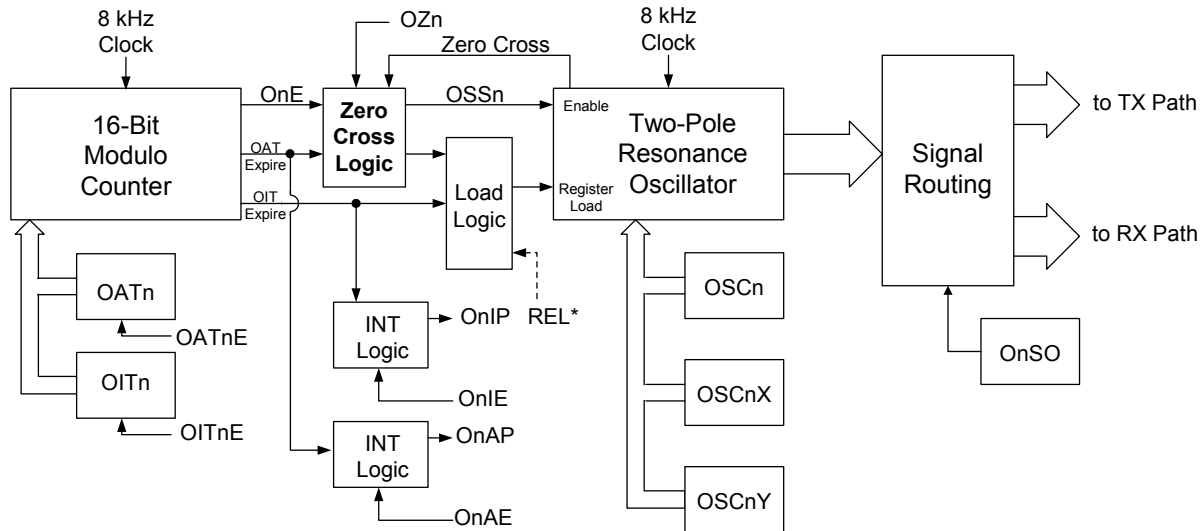 8 kHz
Clock
OZn
8 kHz
Clock
Zero Cross
OnE
OSSn
16-Bit
Modulo
Counter
OAT
Expire
OIT
Expire
Zero
Cross
Logic
Load
Logic
Enable
Register
Load
Two-Pole
Resonance
Oscillator
Signal
Routing
to TX Path
to RX Path
OATn
OATnE
OITn
OITnE
INT
Logic
OnIP
OnIE
REL*
INT
Logic
OnAP
OnAE
OSCn
OSCnX
OSCnY
OnSO